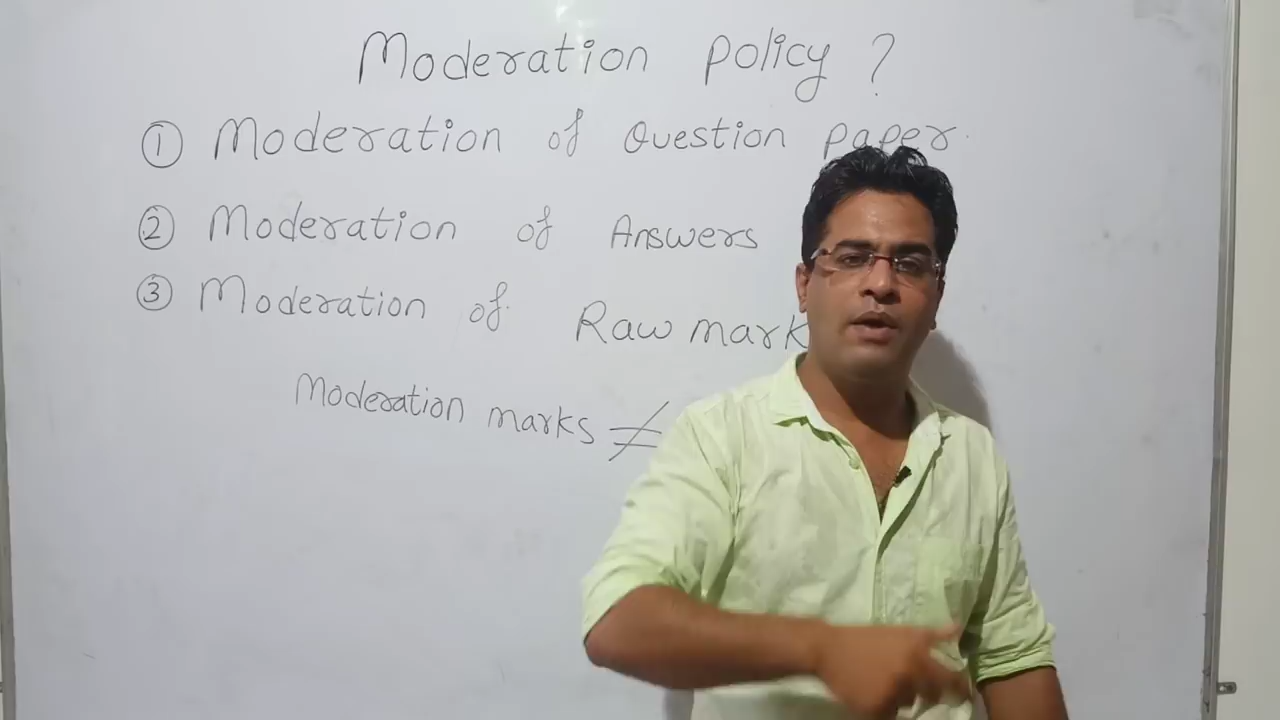 Moderation policy ?
① Moderation of Question paper.
② Moderation of Answers
③ Moderation of Raw mark
Moderation marks ≠